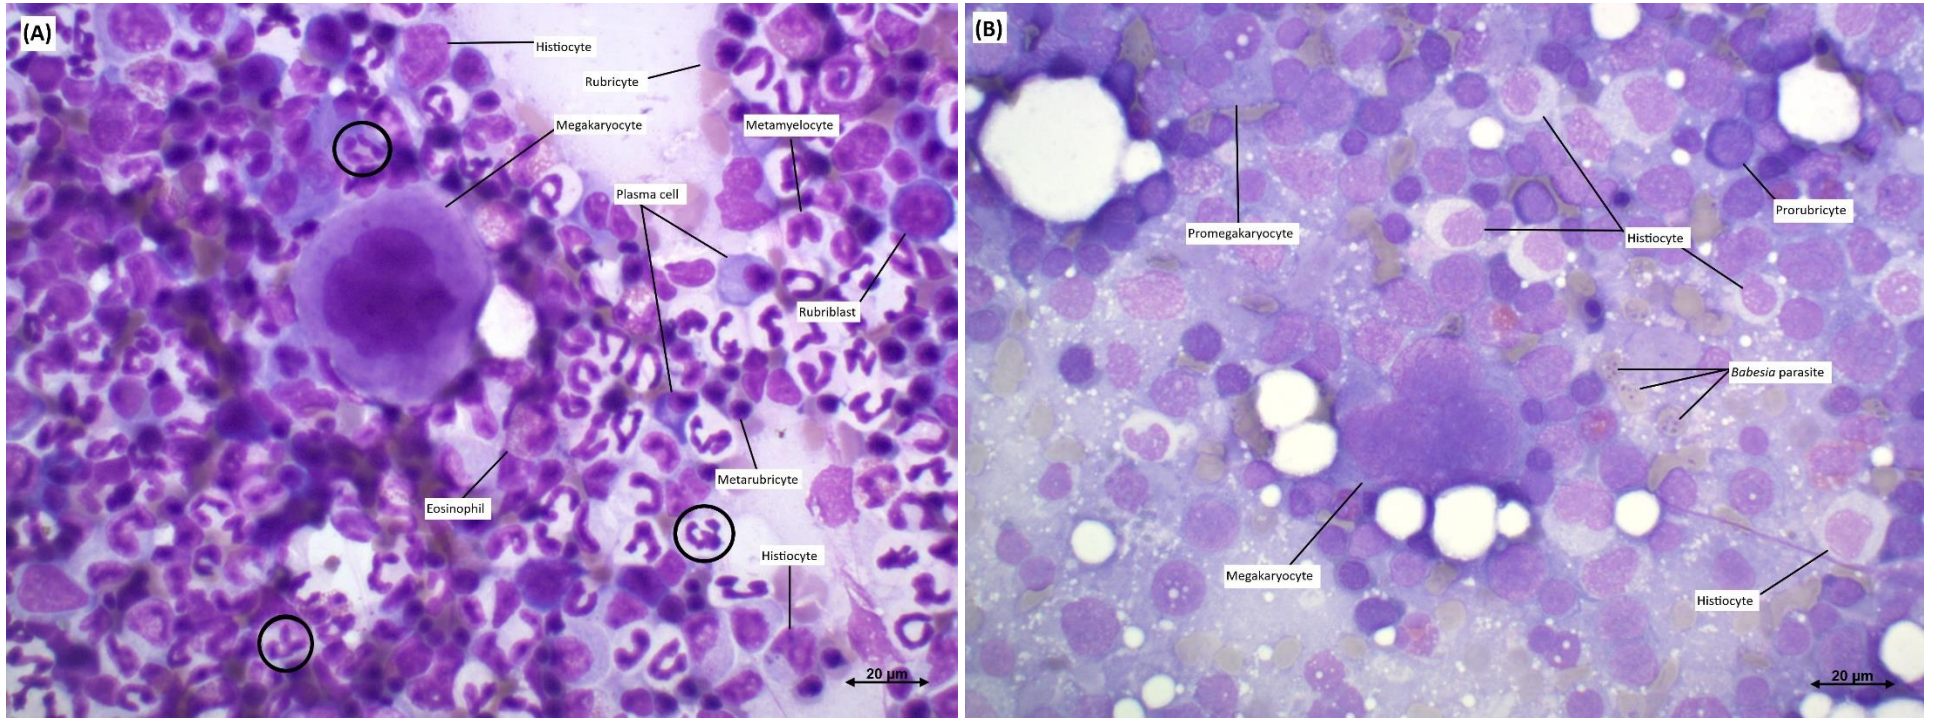 (A)
Histiocyte
Rubricyte
Megakaryocyte
Metamyelocyte
Plasma cell
Rubriblast
Metarubricyte
Eosinophil
Histiocyte
20 µm
(B)
Promegakaryocyte
Prorubricyte
Histiocyte
Babesia parasite
Megakaryocyte
Histiocyte
20 µm